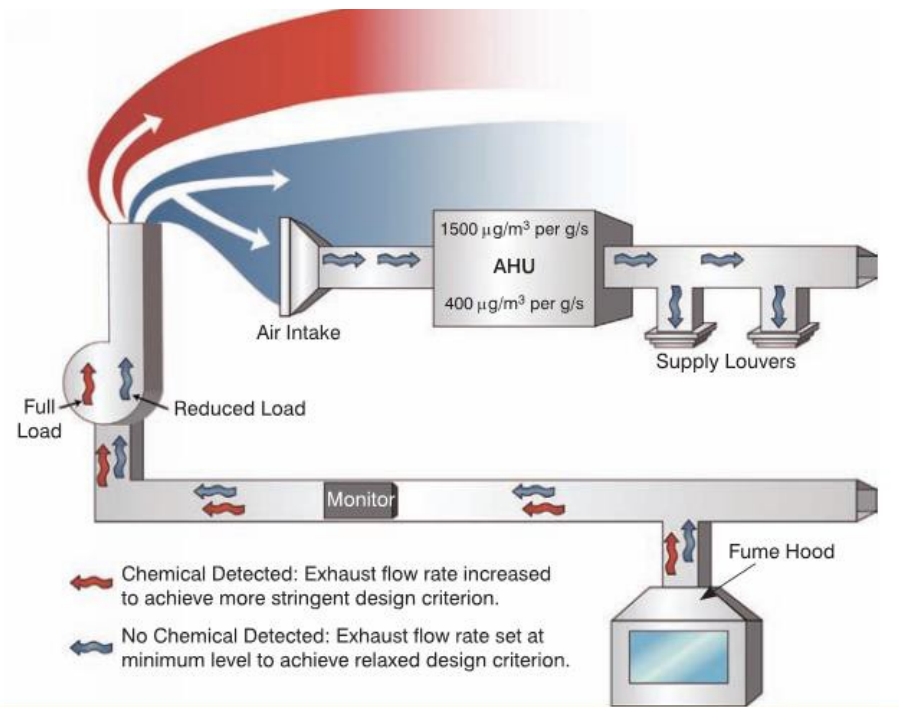 1500 µg/m³ per g/s
AHU
400 µg/m³ per g/s
Air Intake
Supply Louvers
Full
Load
Reduced Load
Monitor
Fume Hood
Chemical Detected: Exhaust flow rate increased
to achieve more stringent design criterion.
No Chemical Detected: Exhaust flow rate set at
minimum level to achieve relaxed design criterion.